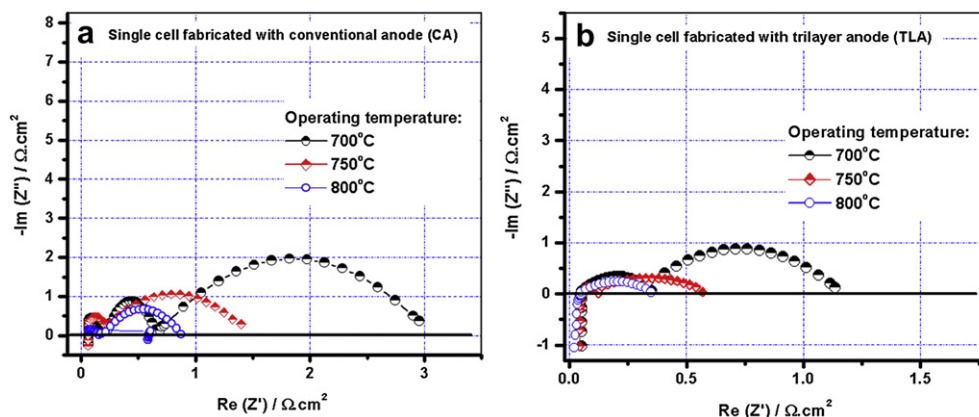 a Single cell fabricated with conventional anode (CA)
Operating temperature:
700°C
750°C
800°C
8
7
6
5
4
3
2
1
0
-Im (Z'') / Ω.cm²
0 1 2 3
Re (Z') / Ω.cm²
b Single cell fabricated with trilayer anode (TLA)
Operating temperature:
700°C
750°C
800°C
5
4
3
2
1
0
-1
-Im (Z'') / Ω.cm²
0.0 0.5 1.0 1.5
Re (Z') / Ω.cm²